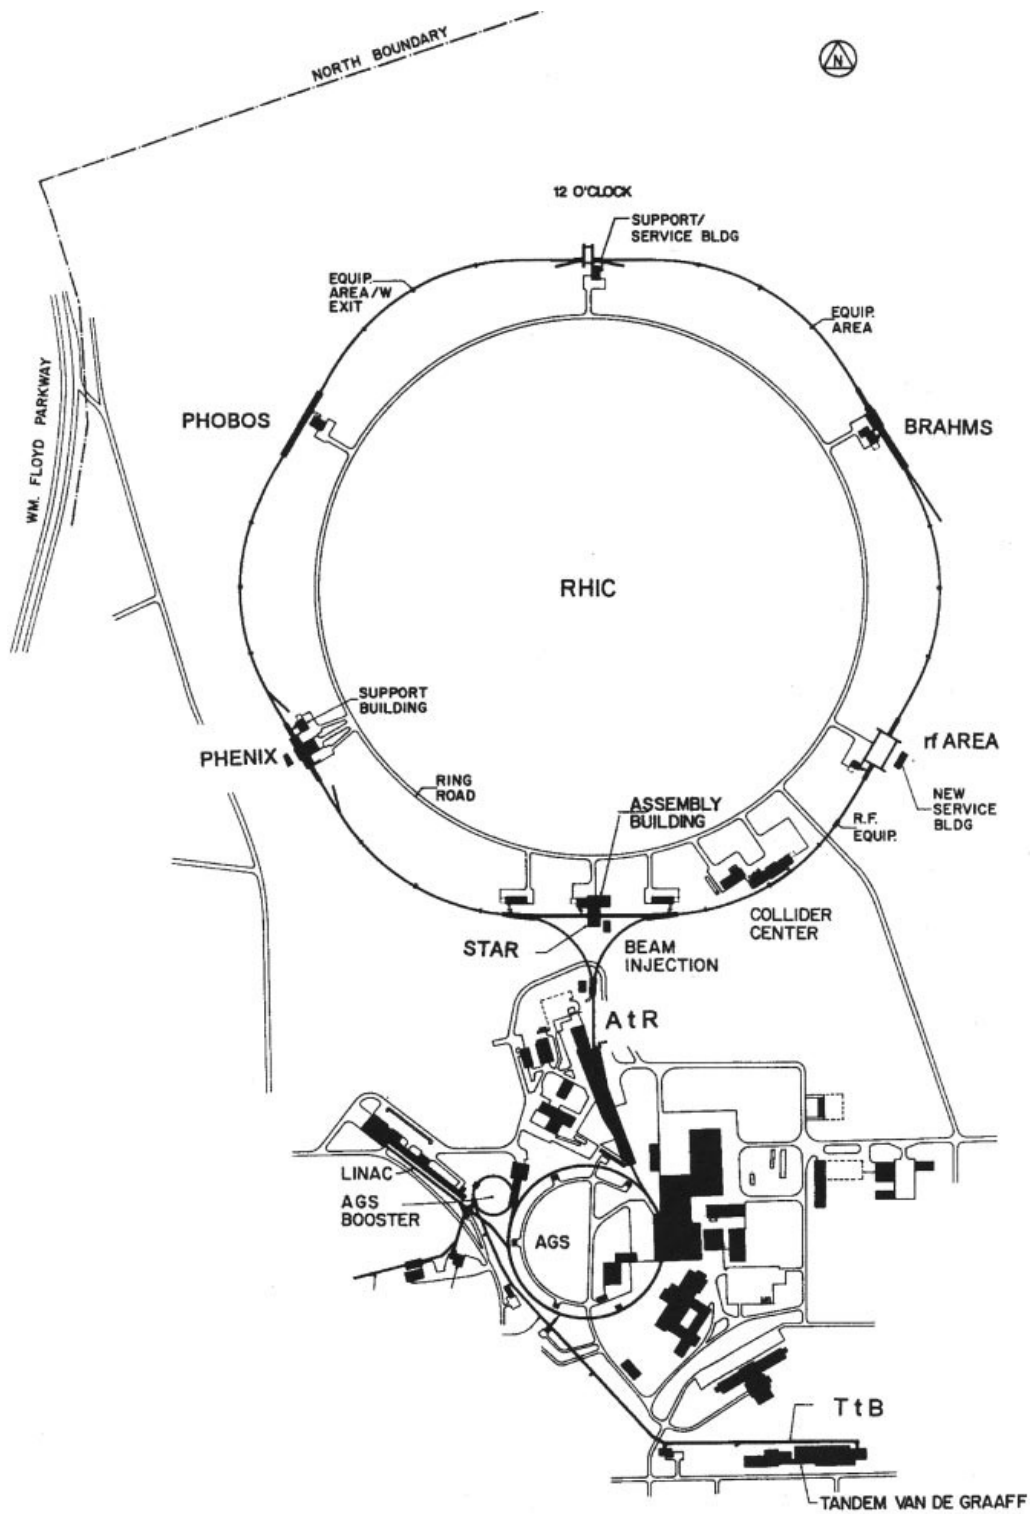 NORTH BOUNDARY
N
12 O'CLOCK
SUPPORT/
SERVICE BLDG
EQUIP.
AREA/W
EXIT
EQUIP.
AREA
WM. FLOYD PARKWAY
PHOBOS
BRAHMS
RHIC
SUPPORT
BUILDING
PHENIX
rf AREA
RING
ROAD
ASSEMBLY
BUILDING
NEW
SERVICE
BLDG
R.F.
EQUIP.
COLLIDER
CENTER
STAR
BEAM
INJECTION
AtR
LINAC
AGS
BOOSTER
AGS
TtB
TANDEM VAN DE GRAAFF